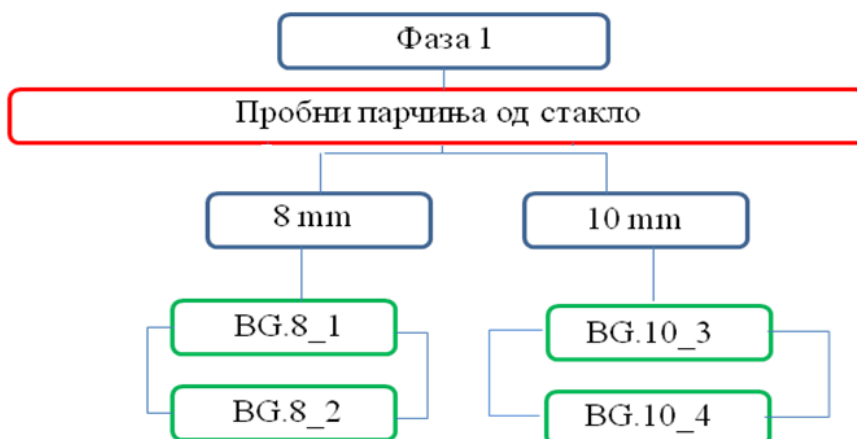 Фаза 1
Пробни парчиња од стакло
8 mm
10 mm
BG.8_1
BG.10_3
BG.8_2
BG.10_4